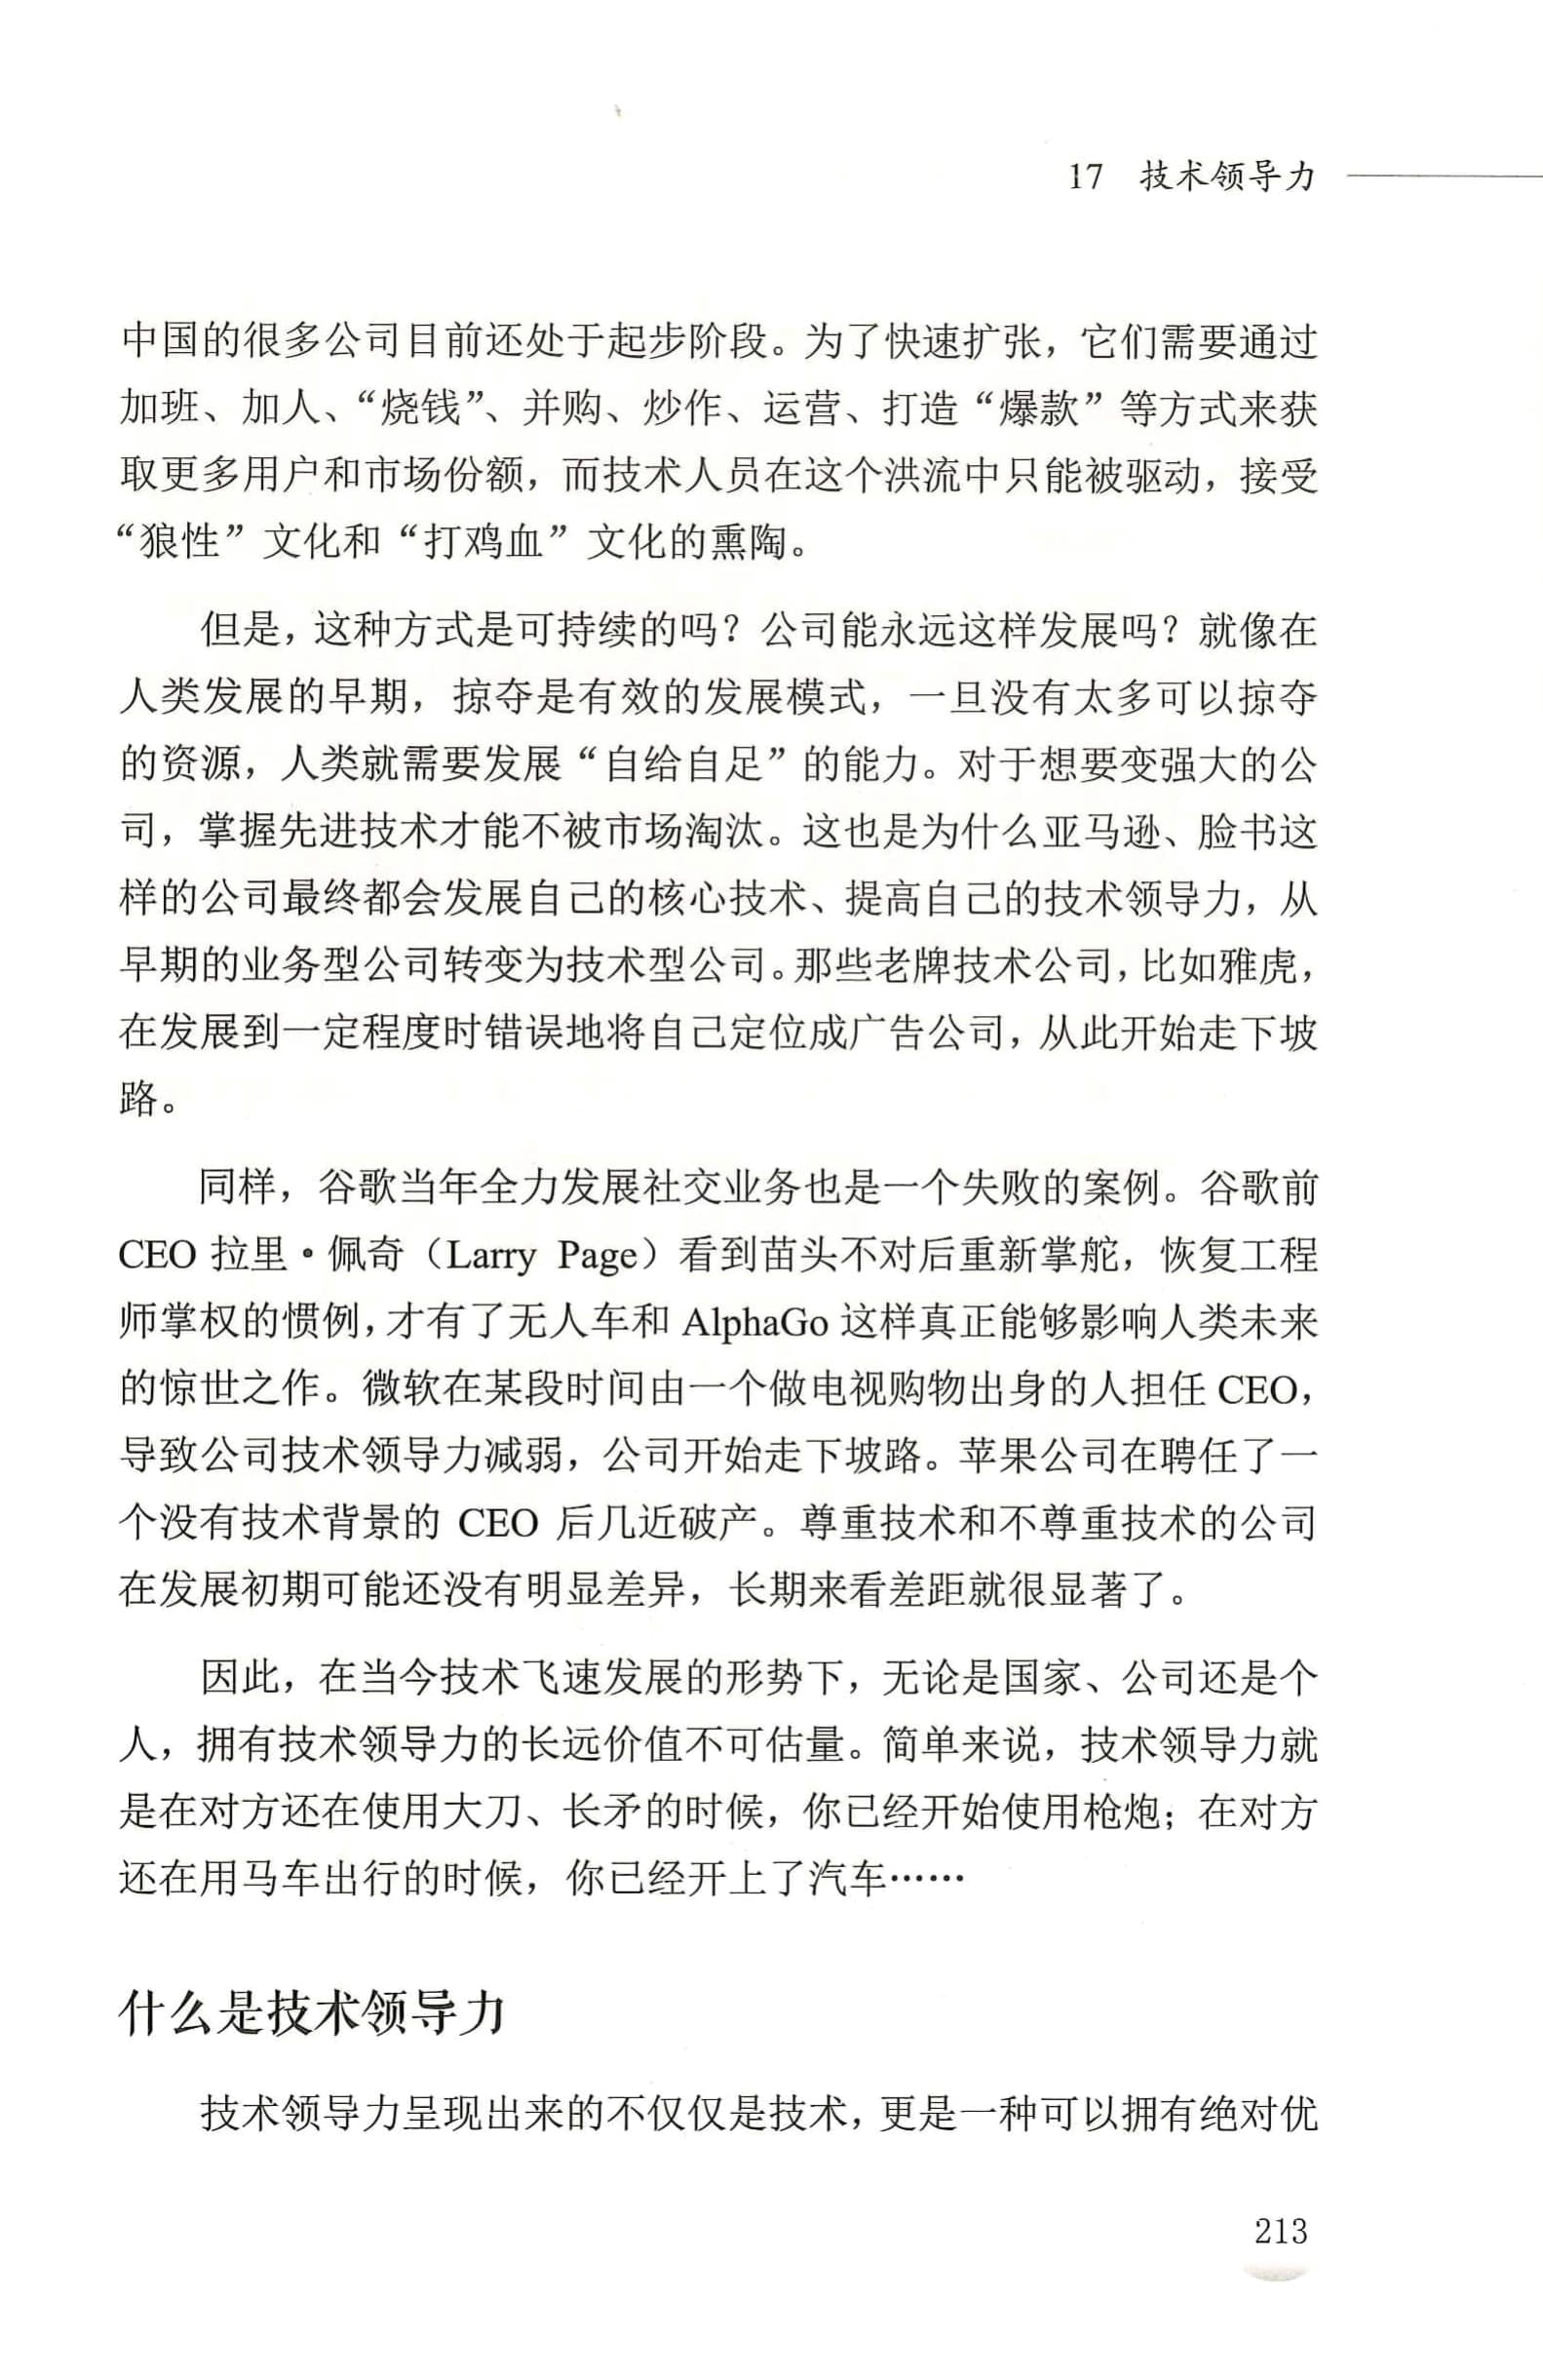 17 技术领导力
中国的很多公司目前还处于起步阶段。为了快速扩张，它们需要通过
加班、加人、“烧钱”、并购、炒作、运营、打造“爆款”等方式来获
取更多用户和市场份额，而技术人员在这个洪流中只能被驱动，接受
“狼性”文化和“打鸡血”文化的熏陶。
但是，这种方式是可持续的吗？公司能永远这样发展吗？就像在
人类发展的早期，掠夺是有效的发展模式，一旦没有太多可以掠夺
的资源，人类就需要发展“自给自足”的能力。对于想要变强大的公
司，掌握先进技术才能不被市场淘汰。这也是为什么亚马逊、脸书这
样的公司最终都会发展自己的核心技术、提高自己的技术领导力，从
早期的业务型公司转变为技术型公司。那些老牌技术公司，比如雅虎，
在发展到一定程度时错误地将自己定位成广告公司，从此开始走下坡
路。
同样，谷歌当年全力发展社交业务也是一个失败的案例。谷歌前
CEO 拉里·佩奇（Larry Page）看到苗头不对后重新掌舵，恢复工程
师掌权的惯例，才有了无人车和 AlphaGo 这样真正能够影响人类未来
的惊世之作。微软在某段时间由一个做电视购物出身的人担任 CEO，
导致公司技术领导力减弱，公司开始走下坡路。苹果公司在聘任了一
个没有技术背景的 CEO 后几近破产。尊重技术和不尊重技术的公司
在发展初期可能还没有明显差异，长期来看差距就很显著了。
因此，在当今技术飞速发展的形势下，无论是国家、公司还是个
人，拥有技术领导力的长远价值不可估量。简单来说，技术领导力就
是在对方还在使用大刀、长矛的时候，你已经开始使用枪炮；在对方
还在用马车出行的时候，你已经开上了汽车……
什么是技术领导力
技术领导力呈现出来的不仅仅是技术，更是一种可以拥有绝对优
213